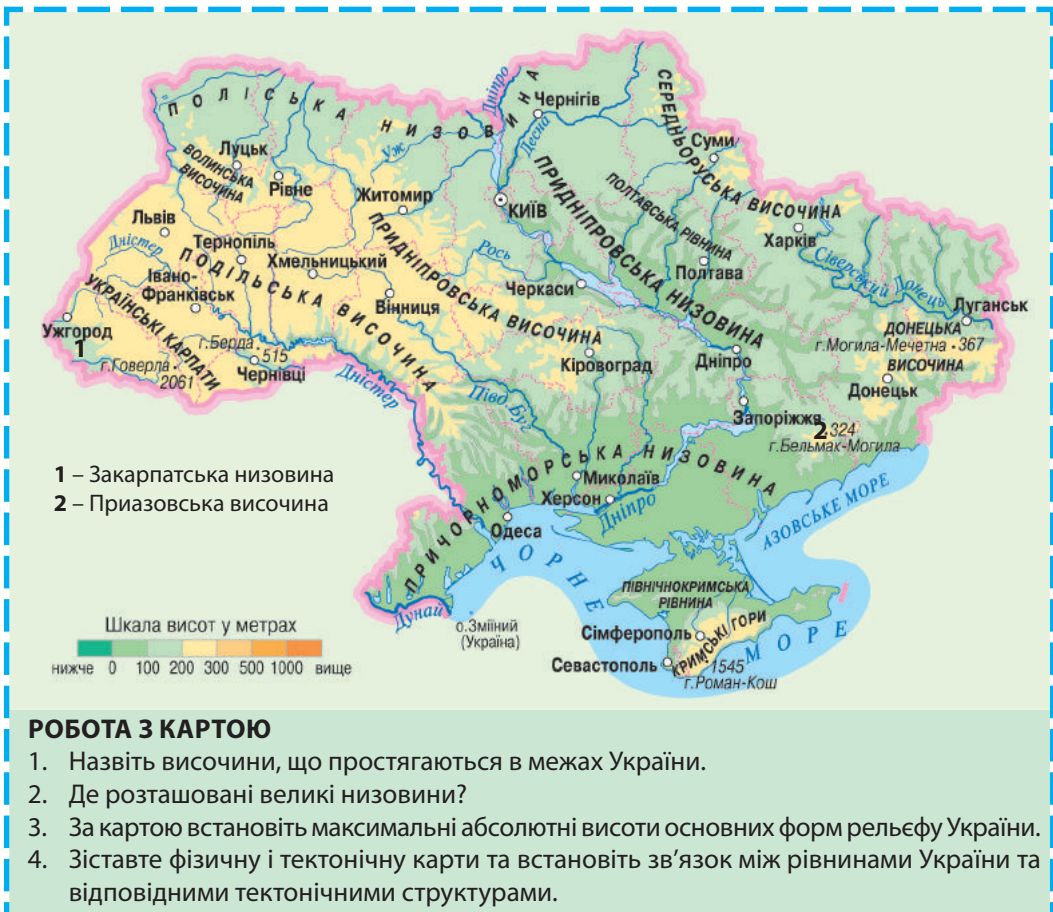 ПОЛІСЬКА НИЗОВИНА
Дніпро
Чернігів
Десна
СЕРЕДНЬОРУСЬКА ВИСОЧИНА
Суми
Уж
Луцьк
ВОЛИНСЬКА
ВИСОЧИНА
Рівне
Житомир
КИЇВ
ПРИДНІПРОВСЬКА НИЗОВИНА
ПОЛТАВСЬКА РІВНИНА
Харків
Львів
Дністер
Тернопіль
ПОДІЛЬСЬКА ВИСОЧИНА
Хмельницький
ПРИДНІПРОВСЬКА ВИСОЧИНА
Рось
Полтава
Сіверський Донець
Івано-
Франківськ
Вінниця
Черкаси
Луганськ
УКРАЇНСЬКІ КАРПАТИ
Ужгород
1
г.Говерла
2061
г.Берда
515
Чернівці
Дністер
Півд Буг
Кіровоград
Дніпро
ДОНЕЦЬКА
г.Могила-Мечетна 367
ВИСОЧИНА
Донецьк
Запоріжжя
2
324
г.Бельмак-Могила
1 – Закарпатська низовина
2 – Приазовська височина
ПРИЧОРНОМОРСЬКА НИЗОВИНА
Миколаїв
Херсон
Дніпро
Одеса
АЗОВСЬКЕ МОРЕ
ЧОРНЕ МОРЕ
Дунай
о.Зміїний
(Україна)
ПІВНІЧНОКРИМСЬКА
РІВНИНА
Сімферополь
КРИМСЬКІ ГОРИ
Севастополь
1545
г.Роман-Кош
Шкала висот у метрах
нижче 0 100 200 300 500 1000 вище
РОБОТА З КАРТОЮ
1. Назвіть височини, що простягаються в межах України.
2. Де розташовані великі низовини?
3. За картою встановіть максимальні абсолютні висоти основних форм рельєфу України.
4. Зіставте фізичну і тектонічну карти та встановіть зв'язок між рівнинами України та
відповідними тектонічними структурами.